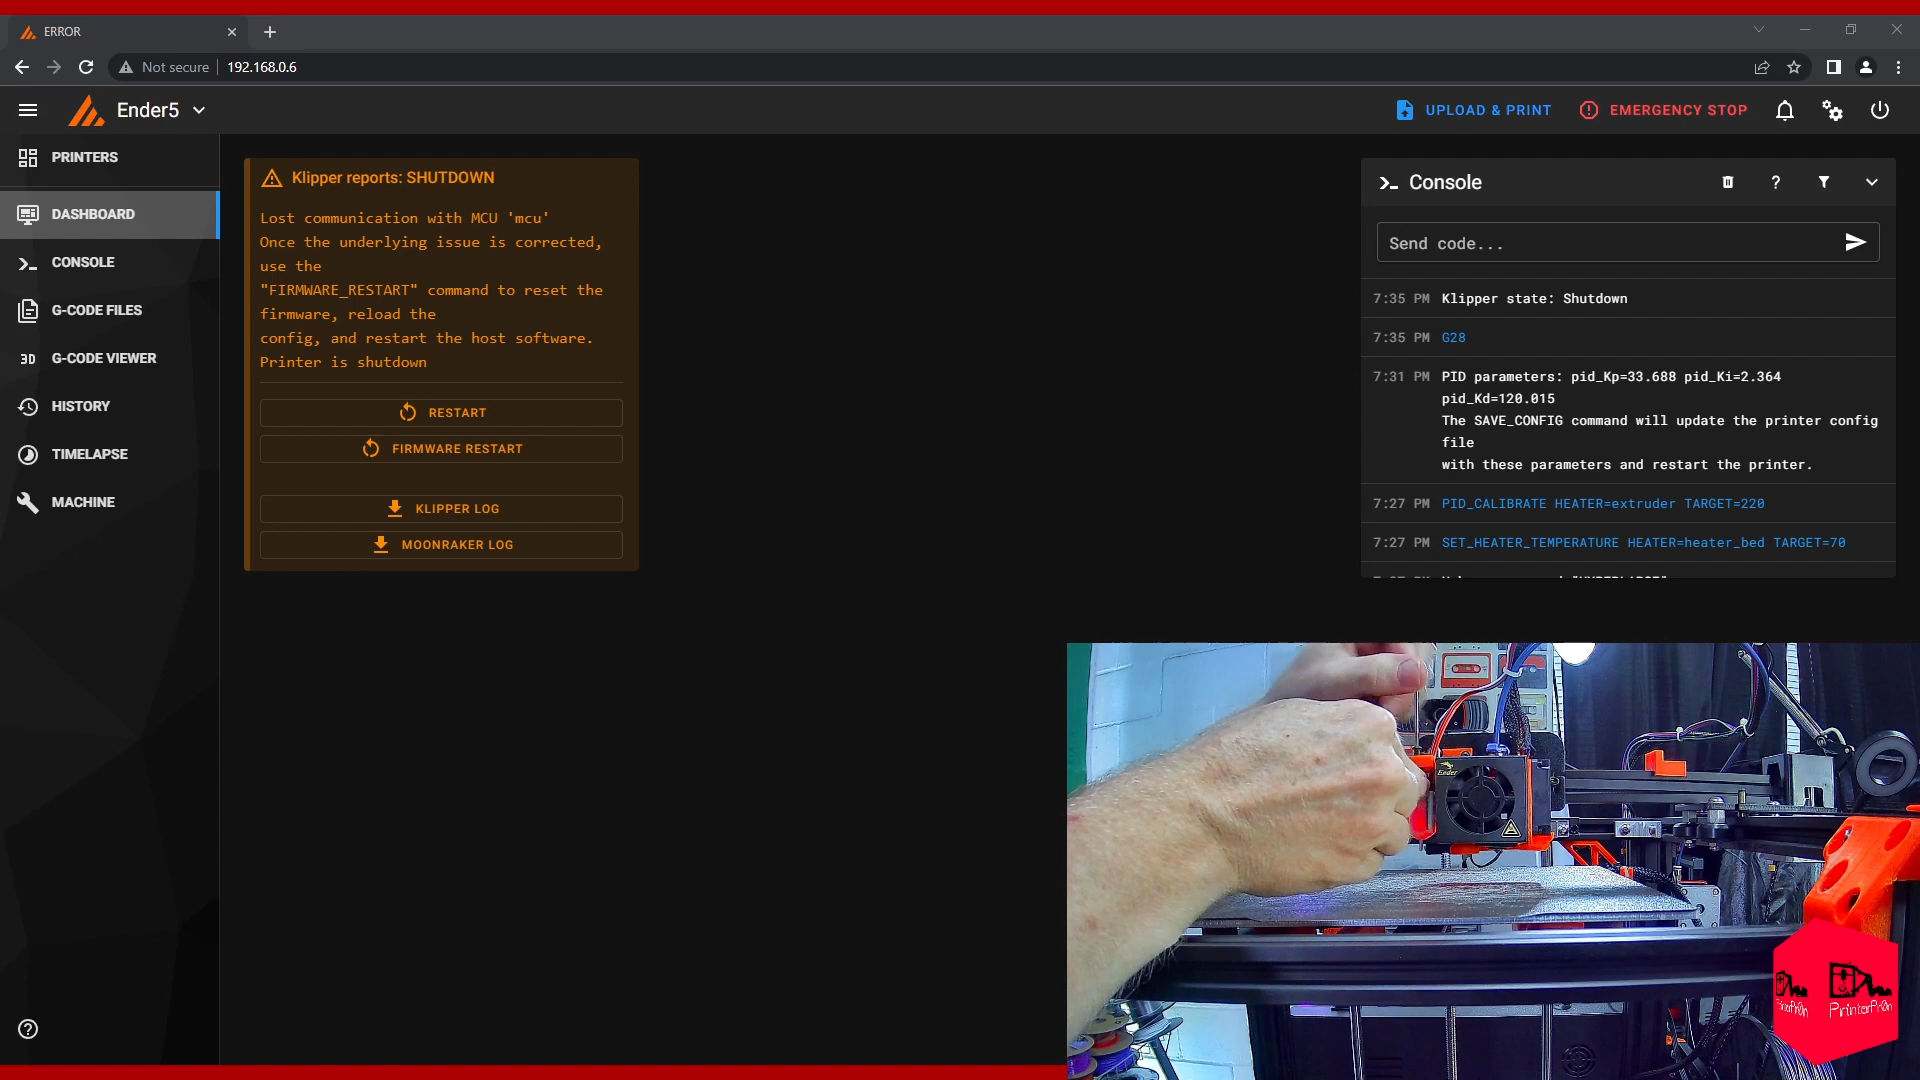 ERROR
Not secure
192.168.0.6
Ender5
UPLOAD & PRINT
EMERGENCY STOP
PRINTERS
DASHBOARD
CONSOLE
G-CODE FILES
3D
G-CODE VIEWER
HISTORY
TIMELAPSE
MACHINE
Klipper reports: SHUTDOWN
Lost communication with MCU 'mcu'
Once the underlying issue is corrected,
use the
"FIRMWARE_RESTART" command to reset the
firmware, reload the
config, and restart the host software.
Printer is shutdown
RESTART
FIRMWARE RESTART
KLIPPER LOG
MOONRAKER LOG
Console
Send code...
7:35 PM Klipper state: Shutdown
7:35 PM G28
7:31 PM PID parameters: pid_Kp=33.688 pid_Ki=2.364
pid_Kd=120.015
The SAVE_CONFIG command will update the printer config
file
with these parameters and restart the printer.
7:27 PM PID_CALIBRATE HEATER=extruder TARGET=220
7:27 PM SET_HEATER_TEMPERATURE HEATER=heater_bed TARGET=70
Ender
PrinterPr0n
PrinterPr0n